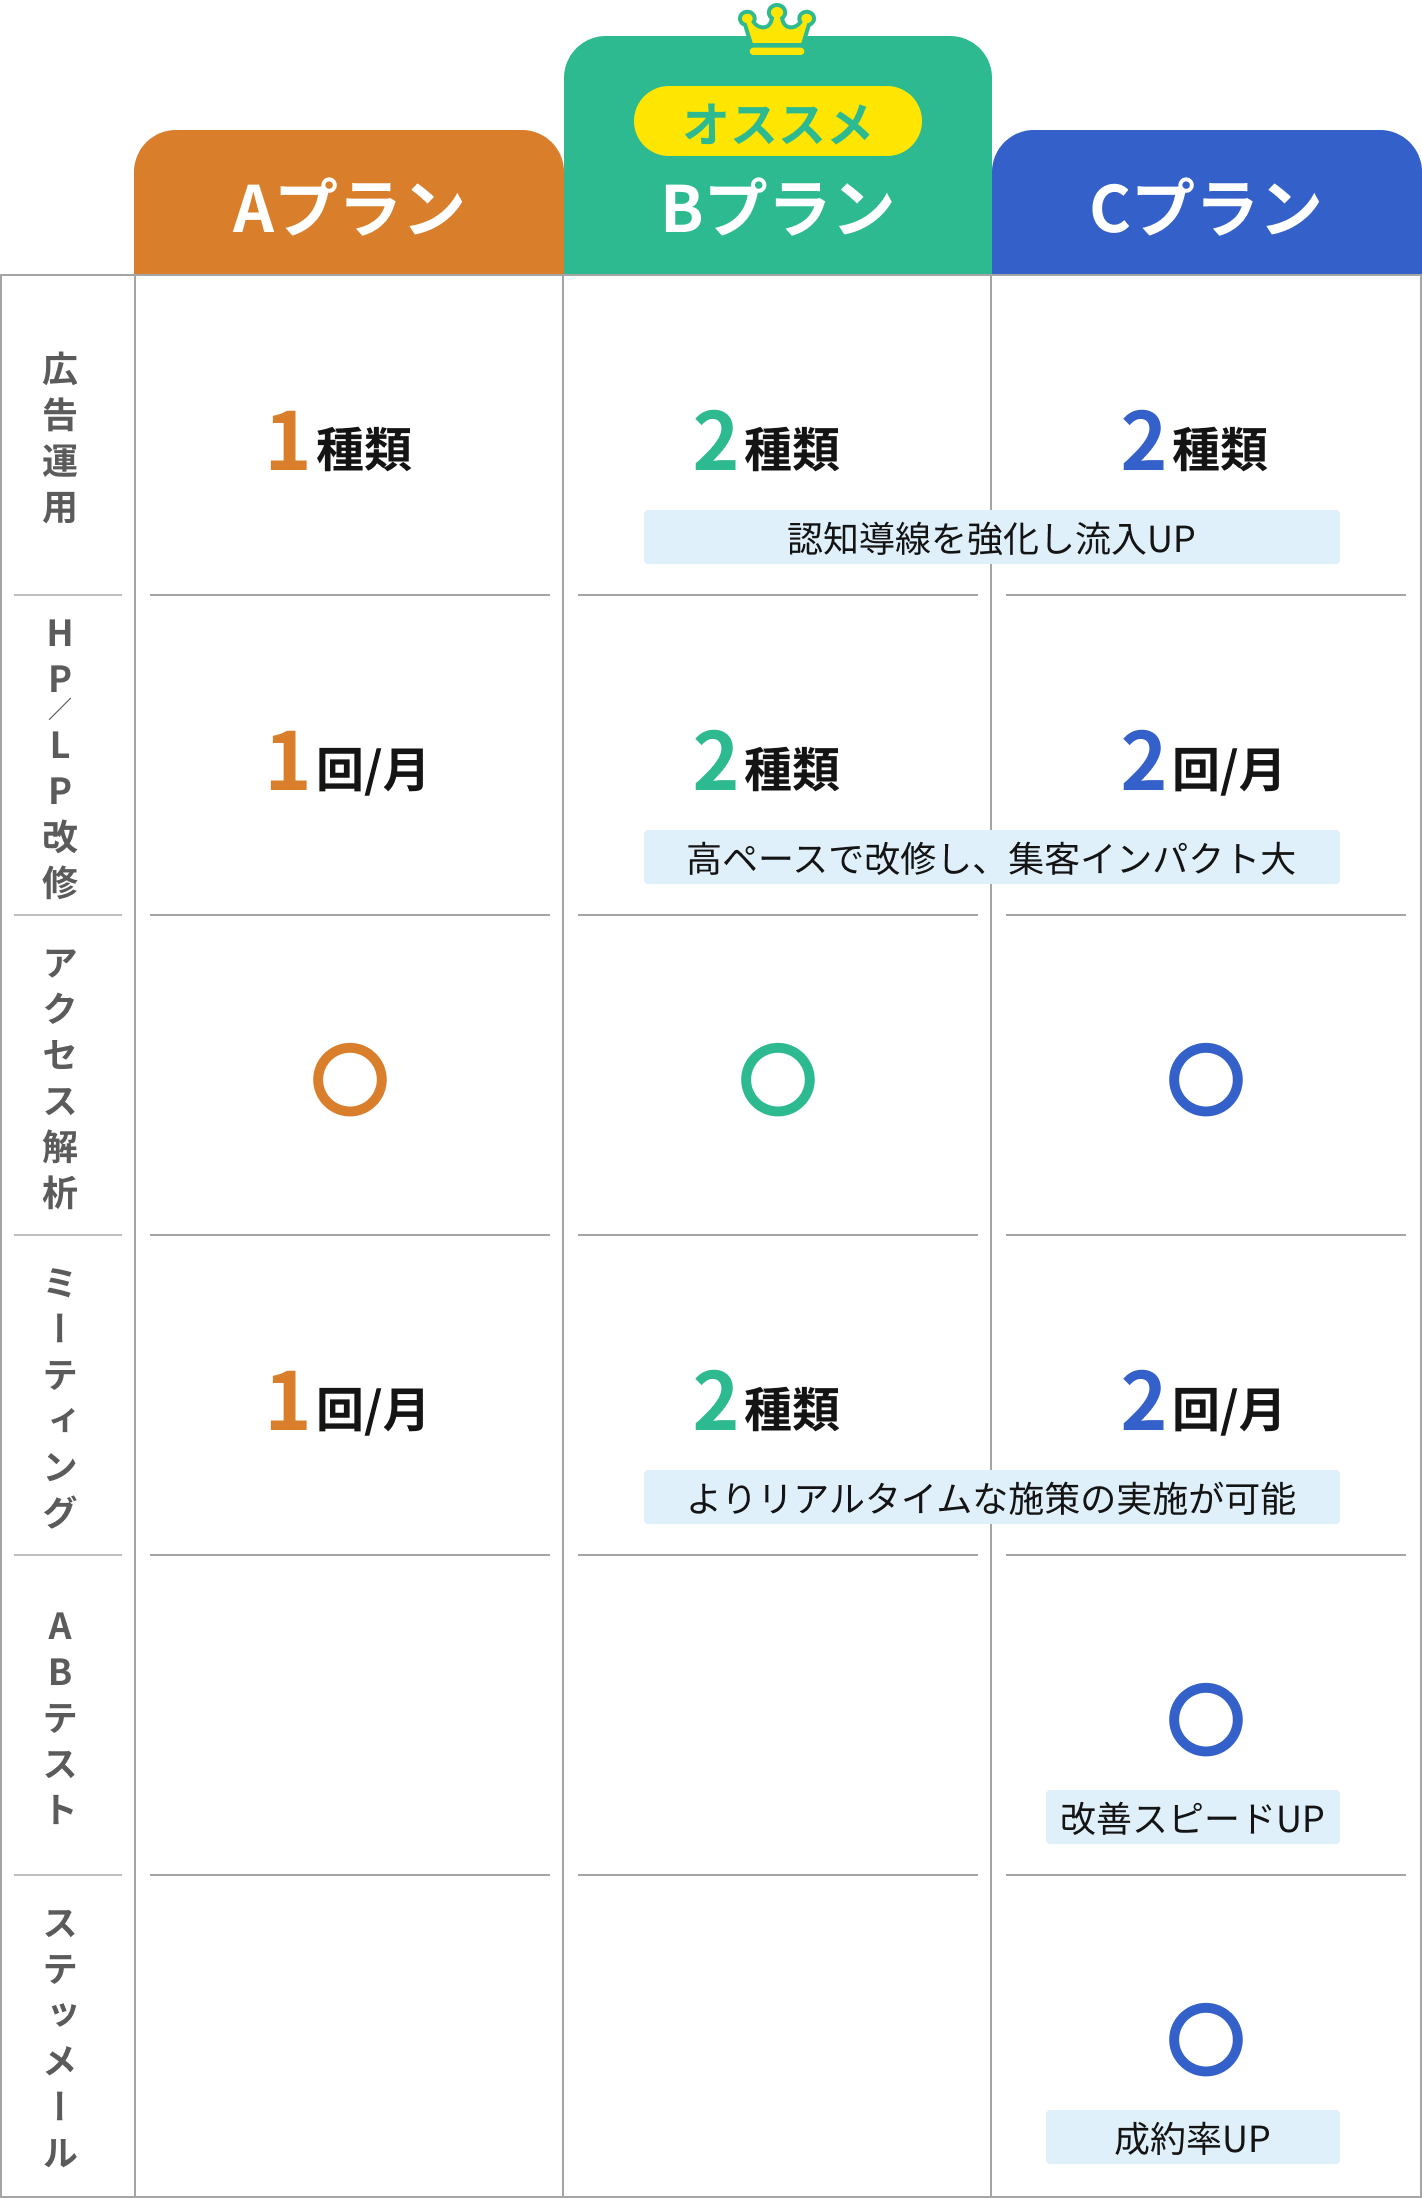 オススメ
Aプラン
Bプラン
Cプラン
広告運用
1種類
2種類
2種類
認知導線を強化し流入UP
HP/LP改修
1回/月
2種類
2回/月
高ペースで改修し、集客インパクト大
アクセス解析
○
○
○
ミーティング
1回/月
2種類
2回/月
よりリアルタイムな施策の実施が可能
ABテスト
○
改善スピードUP
ステップメール
○
成約率UP